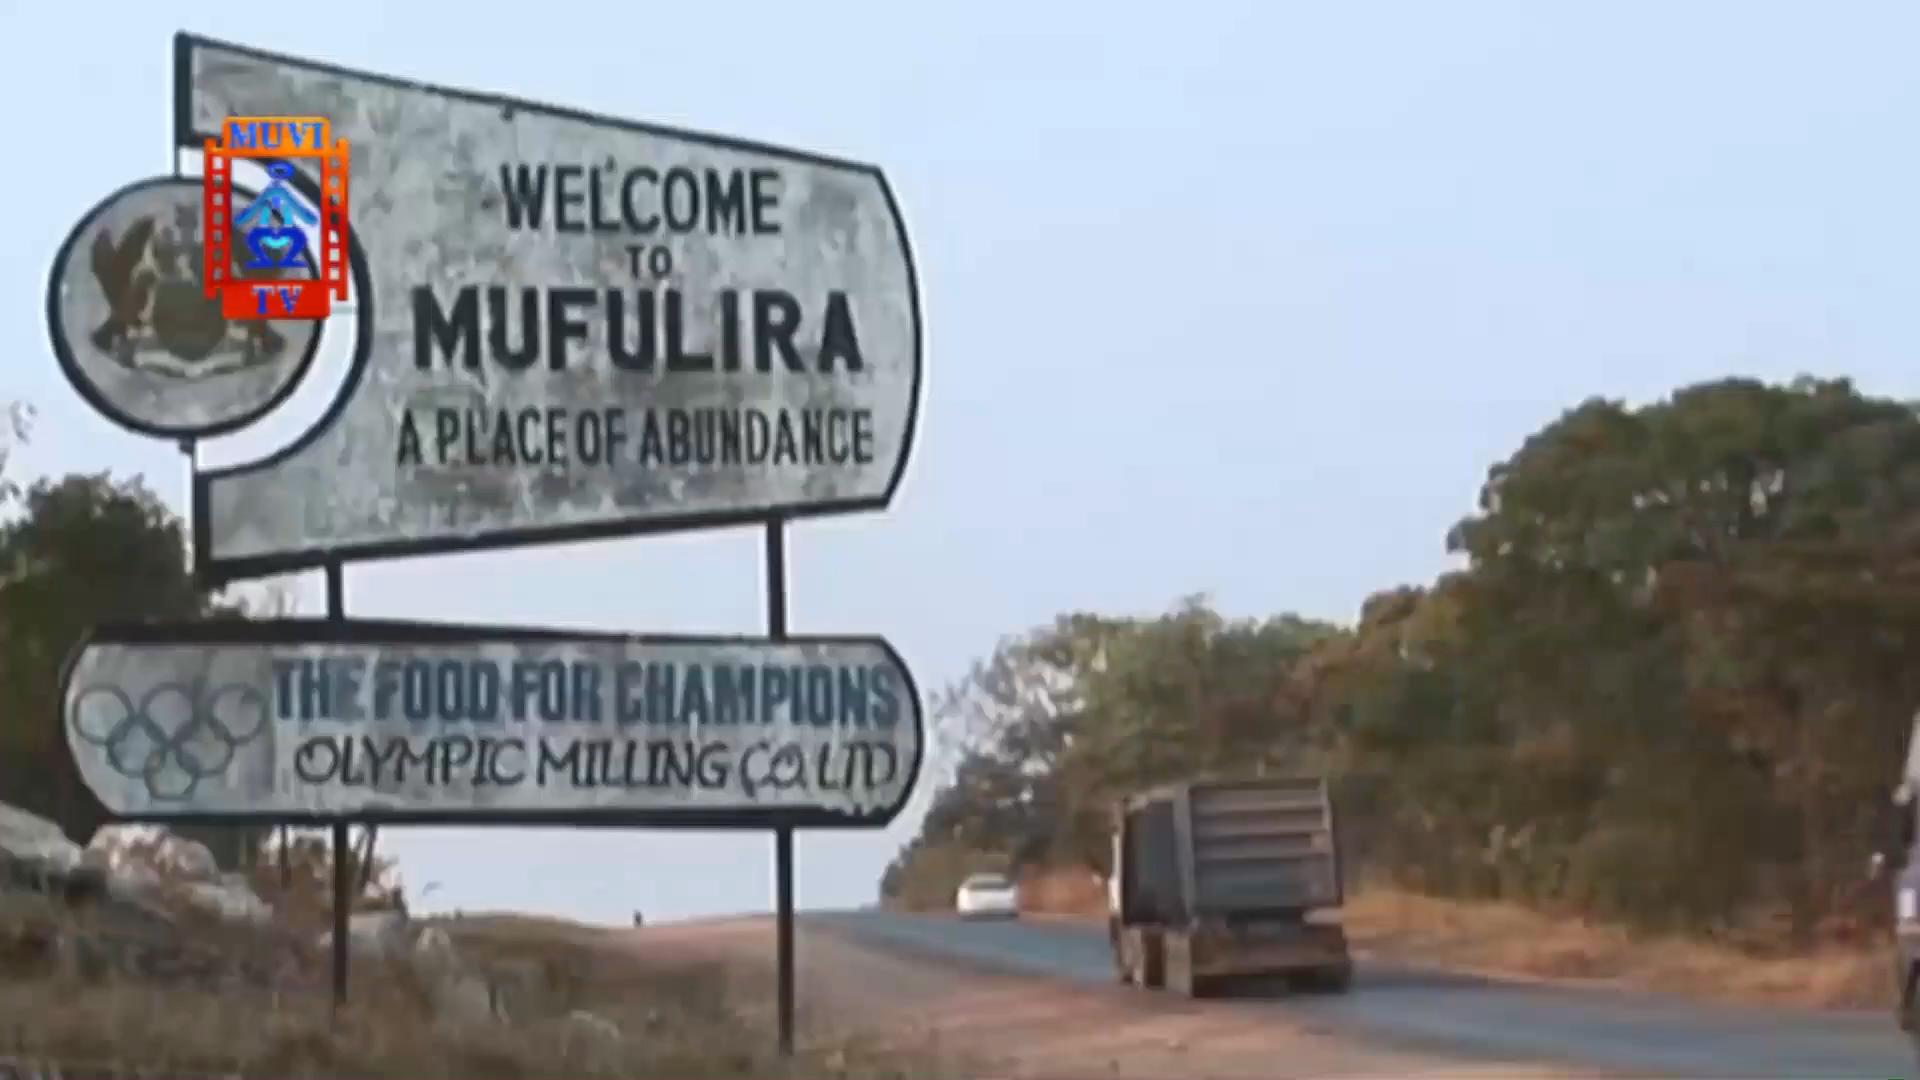 MUVI
TV
WELCOME
TO
MUFULIRA
A PLACE OF ABUNDANCE
THE FOOD FOR CHAMPIONS
OLYMPIC MILLING CO. LTD